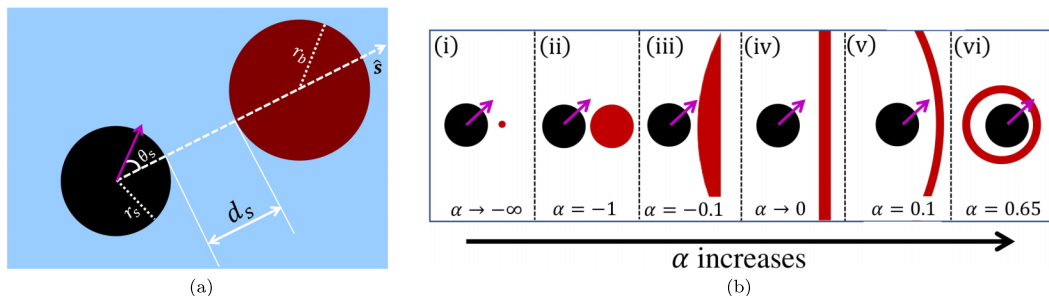 r_b
ŝ
θ_s
r_s
d_s
(a)
(i) (ii) (iii) (iv) (v) (vi)
α → −∞ α = −1 α = −0.1 α → 0 α = 0.1 α = 0.65
α increases
(b)